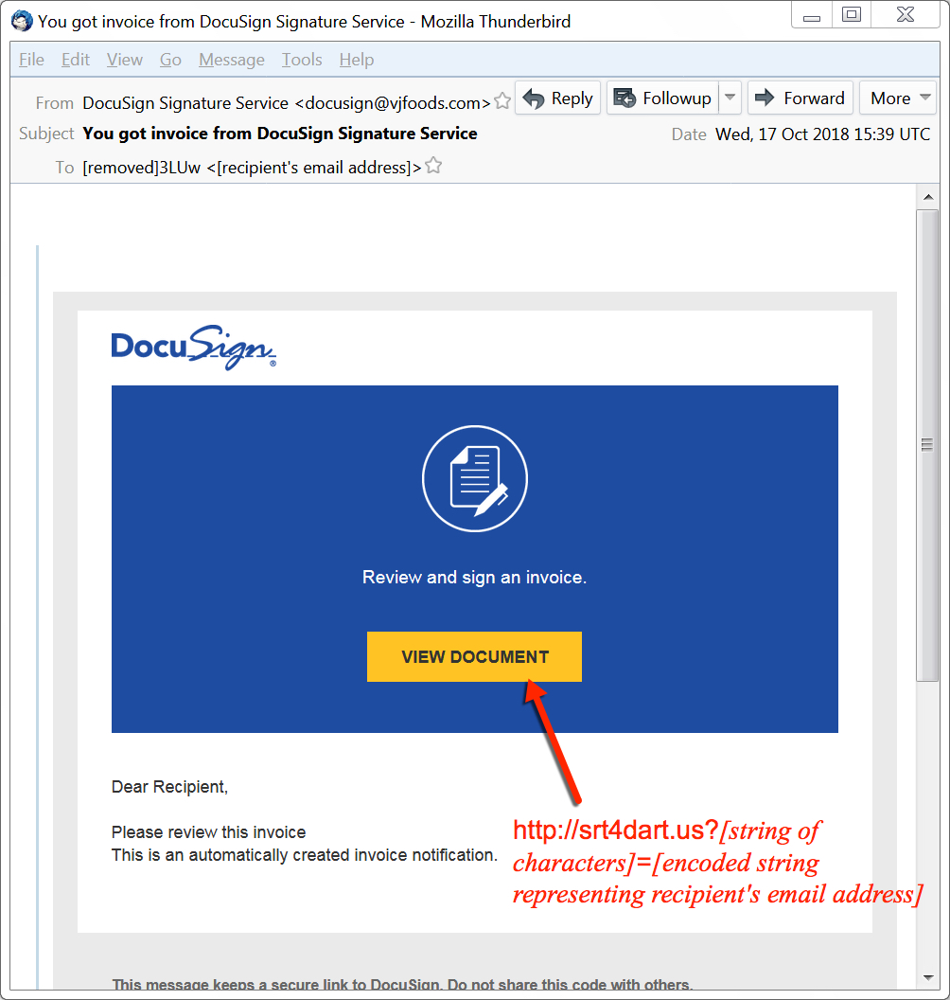 You got invoice from DocuSign Signature Service - Mozilla Thunderbird
File Edit View Go Message Tools Help
From DocuSign Signature Service <docusign@vjfoods.com> Reply Followup Forward More
Subject You got invoice from DocuSign Signature Service Date Wed, 17 Oct 2018 15:39 UTC
To [removed]3LUw <[recipient's email address]>
DocuSign®
Review and sign an invoice.
VIEW DOCUMENT
Dear Recipient,
Please review this invoice
This is an automatically created invoice notification.
http://srt4dart.us?[string of
characters]=[encoded string
representing recipient's email address]
This message keeps a secure link to DocuSign. Do not share this code with others.